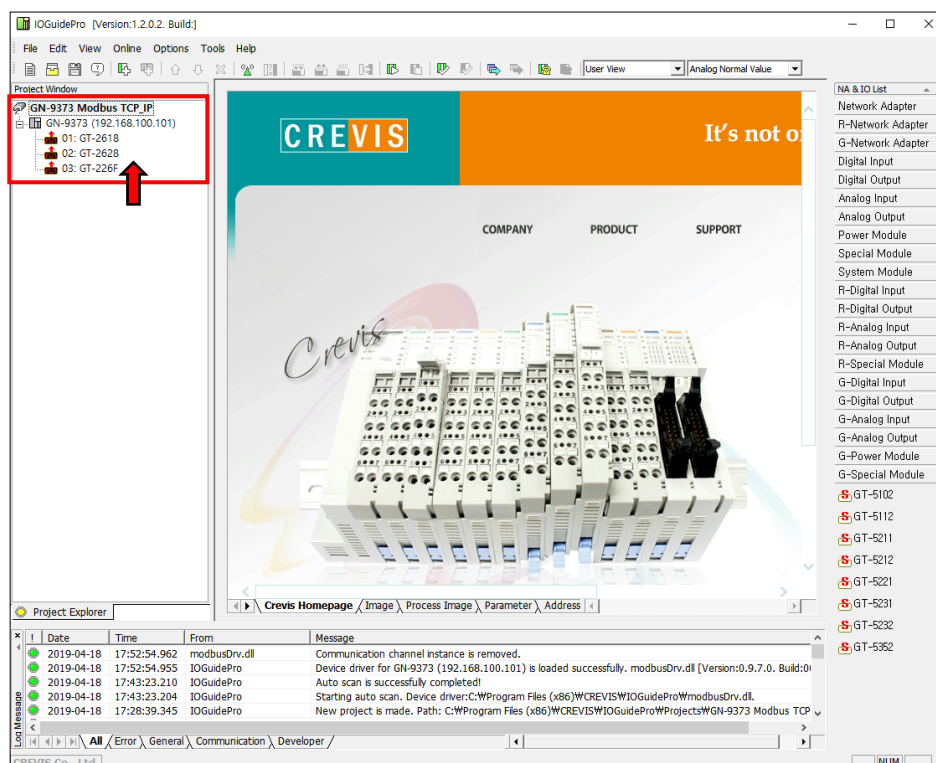 IOGuidePro [Version:1.2.0.2. Build:]
File Edit View Online Options Tools Help
User View
Analog Normal Value
Project Window
GN-9373 Modbus TCP_IP
GN-9373 (192.168.100.101)
01: GT-2618
02: GT-2628
03: GT-226F
Project Explorer
CREVIS
It's not o
COMPANY PRODUCT SUPPORT
Crevis
Crevis Homepage Image Process Image Parameter Address
NA & IO List
Network Adapter
R-Network Adapter
G-Network Adapter
Digital Input
Digital Output
Analog Input
Analog Output
Power Module
Special Module
System Module
R-Digital Input
R-Digital Output
R-Analog Input
R-Analog Output
R-Special Module
G-Digital Input
G-Digital Output
G-Analog Input
G-Analog Output
G-Power Module
G-Special Module
GT-5102
GT-5112
GT-5211
GT-5212
GT-5221
GT-5231
GT-5232
GT-5352
! Date Time From Message
2019-04-18 17:52:54.962 modbusDrv.dll Communication channel instance is removed.
2019-04-18 17:52:54.955 IOGuidePro Device driver for GN-9373 (192.168.100.101) is loaded successfully. modbusDrv.dll [Version:0.9.7.0. Build:0
2019-04-18 17:43:23.210 IOGuidePro Auto scan is successfully completed!
2019-04-18 17:43:23.204 IOGuidePro Starting auto scan. Device driver:C:₩Program Files (x86)₩CREVIS₩IOGuidePro₩modbusDrv.dll.
2019-04-18 17:28:39.345 IOGuidePro New project is made. Path: C:₩Program Files (x86)₩CREVIS₩IOGuidePro₩Projects₩GN-9373 Modbus TCP
Log Message
All Error General Communication Developer
CREVIS Co., Ltd
NUM